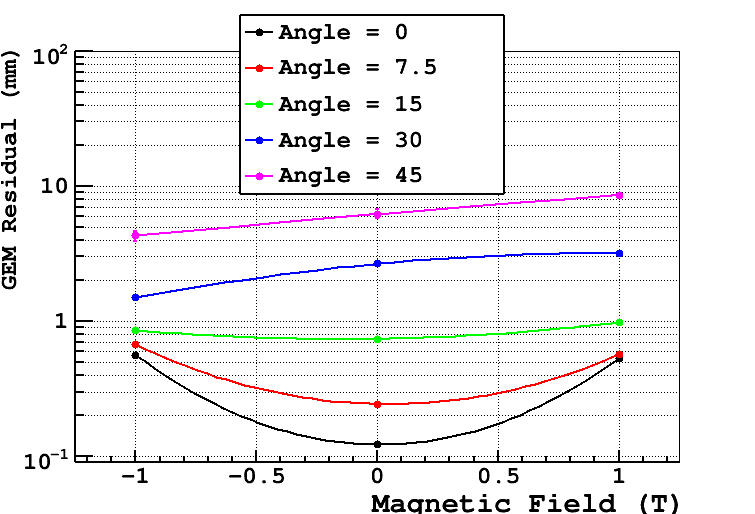 Angle = 0
Angle = 7.5
Angle = 15
Angle = 30
Angle = 45
GEM Residual (mm)
10²
10
1
10⁻¹
−1
−0.5
0
0.5
1
Magnetic Field (T)